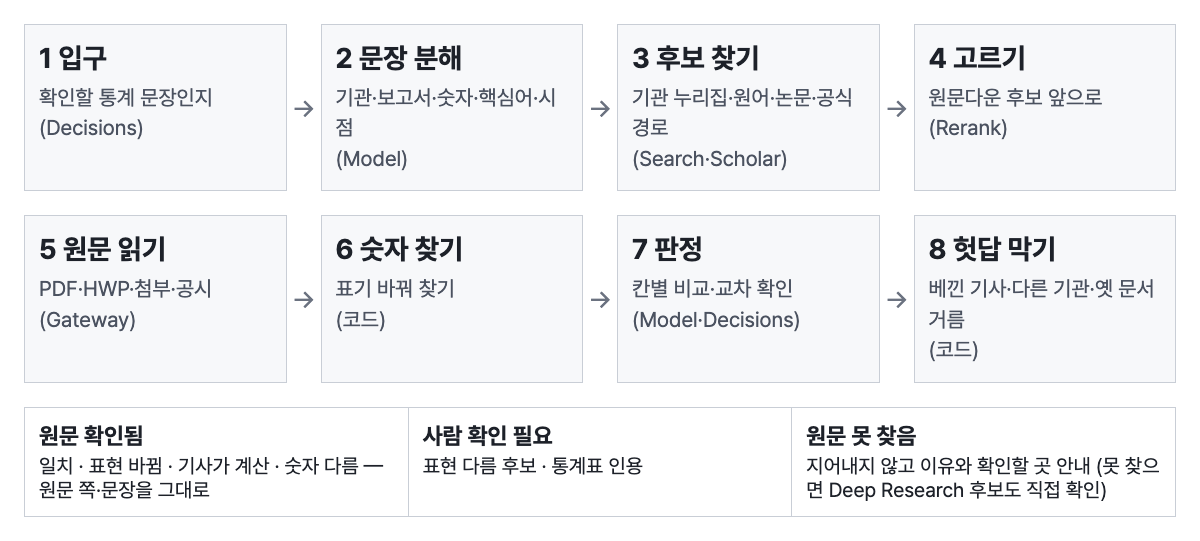 1 입구
확인할 통계 문장인지
(Decisions)
→
2 문장 분해
기관·보고서·숫자·핵심어·시
점
(Model)
→
3 후보 찾기
기관 누리집·원어·논문·공식
경로
(Search·Scholar)
→
4 고르기
원문다운 후보 앞으로
(Rerank)
5 원문 읽기
PDF·HWP·첨부·공시
(Gateway)
→
6 숫자 찾기
표기 바꿔 찾기
(코드)
→
7 판정
칸별 비교·교차 확인
(Model·Decisions)
→
8 헛답 막기
베낀 기사·다른 기관·옛 문서
거름
(코드)
원문 확인됨
일치 · 표현 바뀜 · 기사가 계산 · 숫자 다름 —
원문 쪽·문장을 그대로
사람 확인 필요
표현 다름 후보 · 통계표 인용
원문 못 찾음
지어내지 않고 이유와 확인할 곳 안내 (못 찾으
면 Deep Research 후보도 직접 확인)